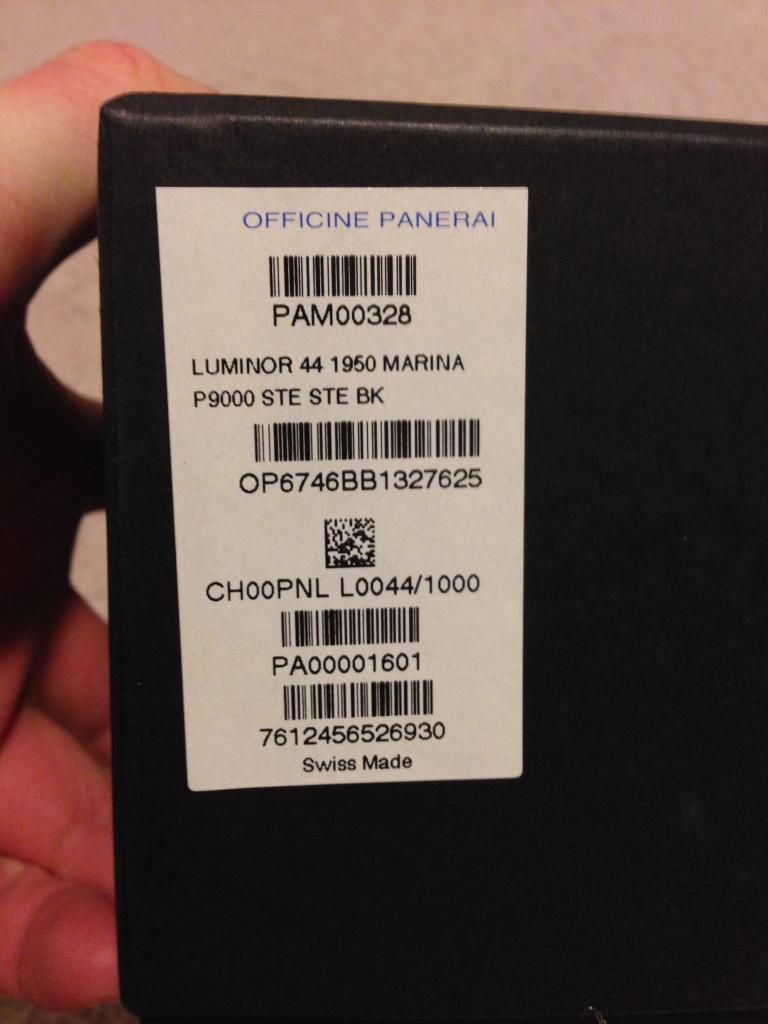 OFFICINE PANERAI
PAM00328
LUMINOR 44 1950 MARINA
P9000 STE STE BK
OP6746BB1327625
CH00PNL L0044/1000
PA00001601
7612456526930
Swiss Made